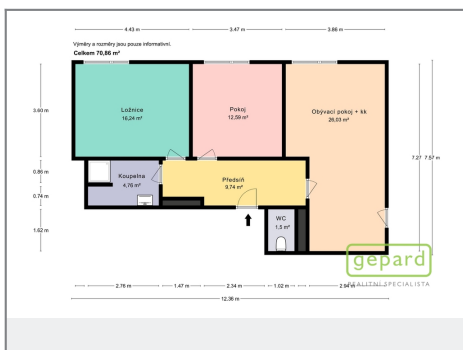 4.43 m
3.47 m
3.86 m
Výměry a rozměry jsou pouze informativní.
Celkem 70,86 m²
3.60 m
Ložnice
16,24 m²
Pokoj
12,59 m²
Obývací pokoj + kk
26,03 m²
7.27
7.57 m
0.86 m
Koupelna
4,76 m²
Předsíň
9,74 m²
0.74 m
1.62 m
WC
1,5 m²
gepard
REALITNÍ SPECIALISTA
2.76 m
1.47 m
2.34 m
1.02 m
2.94 m
12.36 m